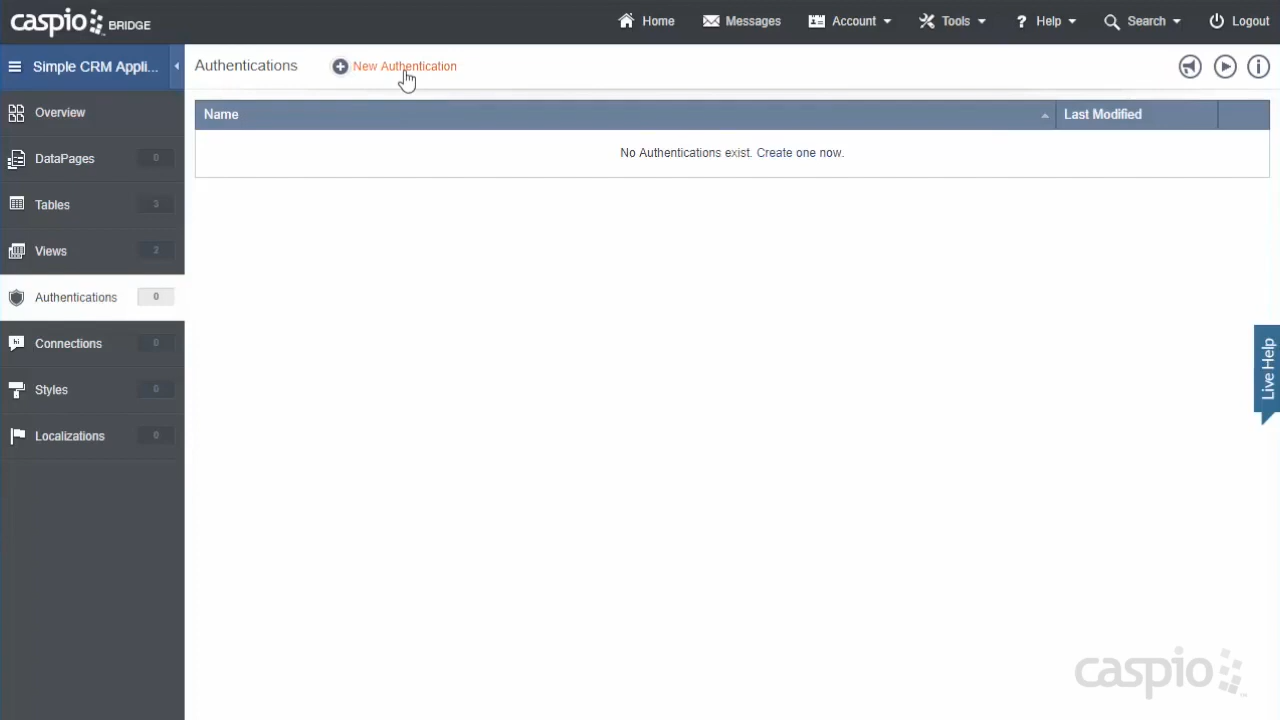 caspio BRIDGE
Home Messages Account Tools ? Help Search Logout
Simple CRM Appli...
Authentications New Authentication
Overview
DataPages 0
Tables 3
Views 2
Authentications 0
Connections 0
Styles 0
Localizations 0
Name Last Modified
No Authentications exist. Create one now.
Live Help
caspio